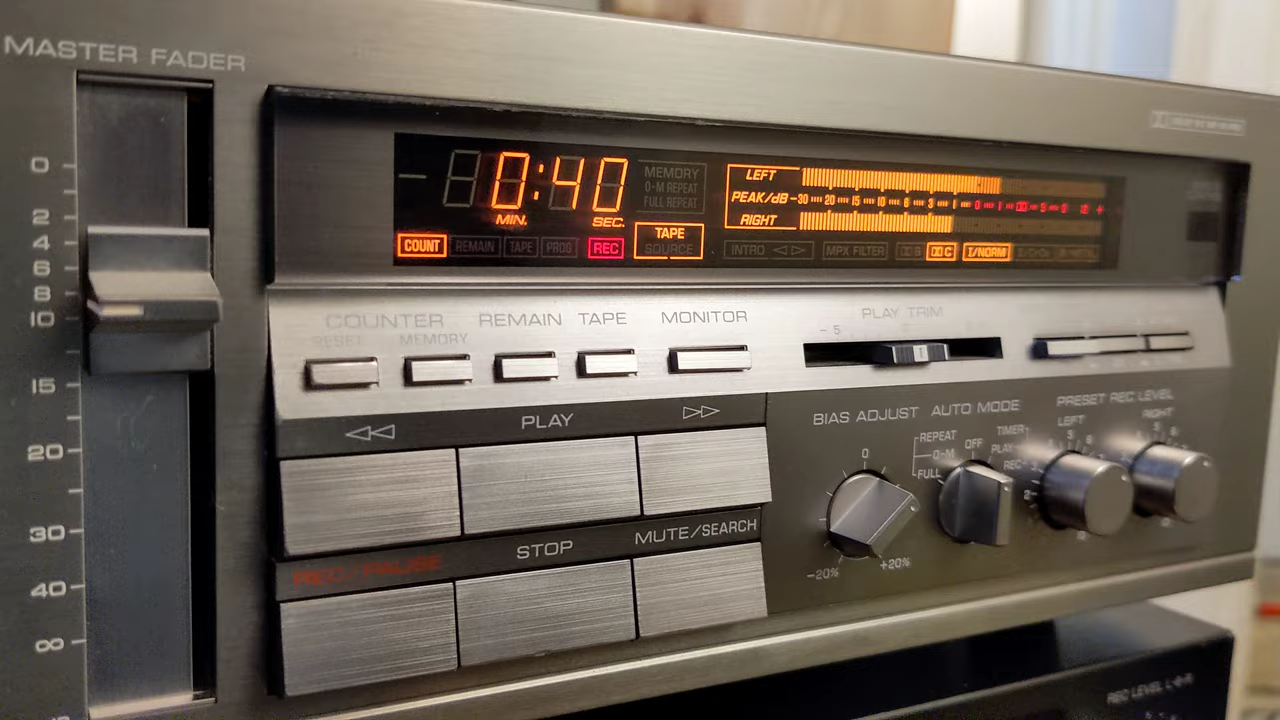 MASTER FADER
0
2
4
6
8
10
15
20
30
40
∞
0:40
MIN. SEC.
MEMORY
0-M REPEAT
FULL REPEAT
LEFT
PEAK/dB -30 20 15 10 6 3 1 0 1
RIGHT
COUNT REMAIN TAPE PROG REC
TAPE
SOURCE
INTRO ◁ ▷ MPX FILTER B C I/NORM
COUNTER REMAIN TAPE MONITOR
RESET MEMORY
PLAY TRIM
-5
◁◁ PLAY ▷▷
REC/PAUSE STOP MUTE/SEARCH
BIAS ADJUST
0
-20% +20%
AUTO MODE
REPEAT
0-M
FULL
OFF
TIMER
PLAY
REC
PRESET REC LEVEL
LEFT RIGHT
REC LEVEL